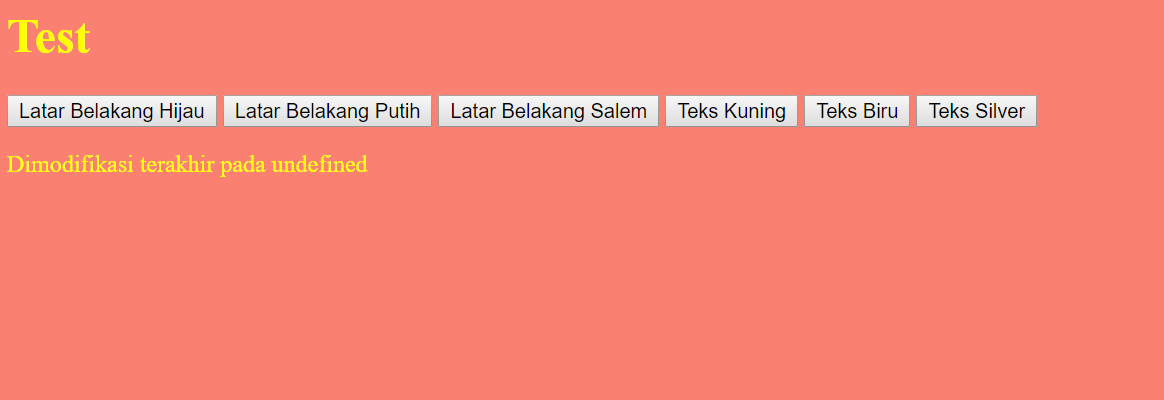 Test
Latar Belakang Hijau Latar Belakang Putih Latar Belakang Salem Teks Kuning Teks Biru Teks Silver
Dimodifikasi terakhir pada undefined